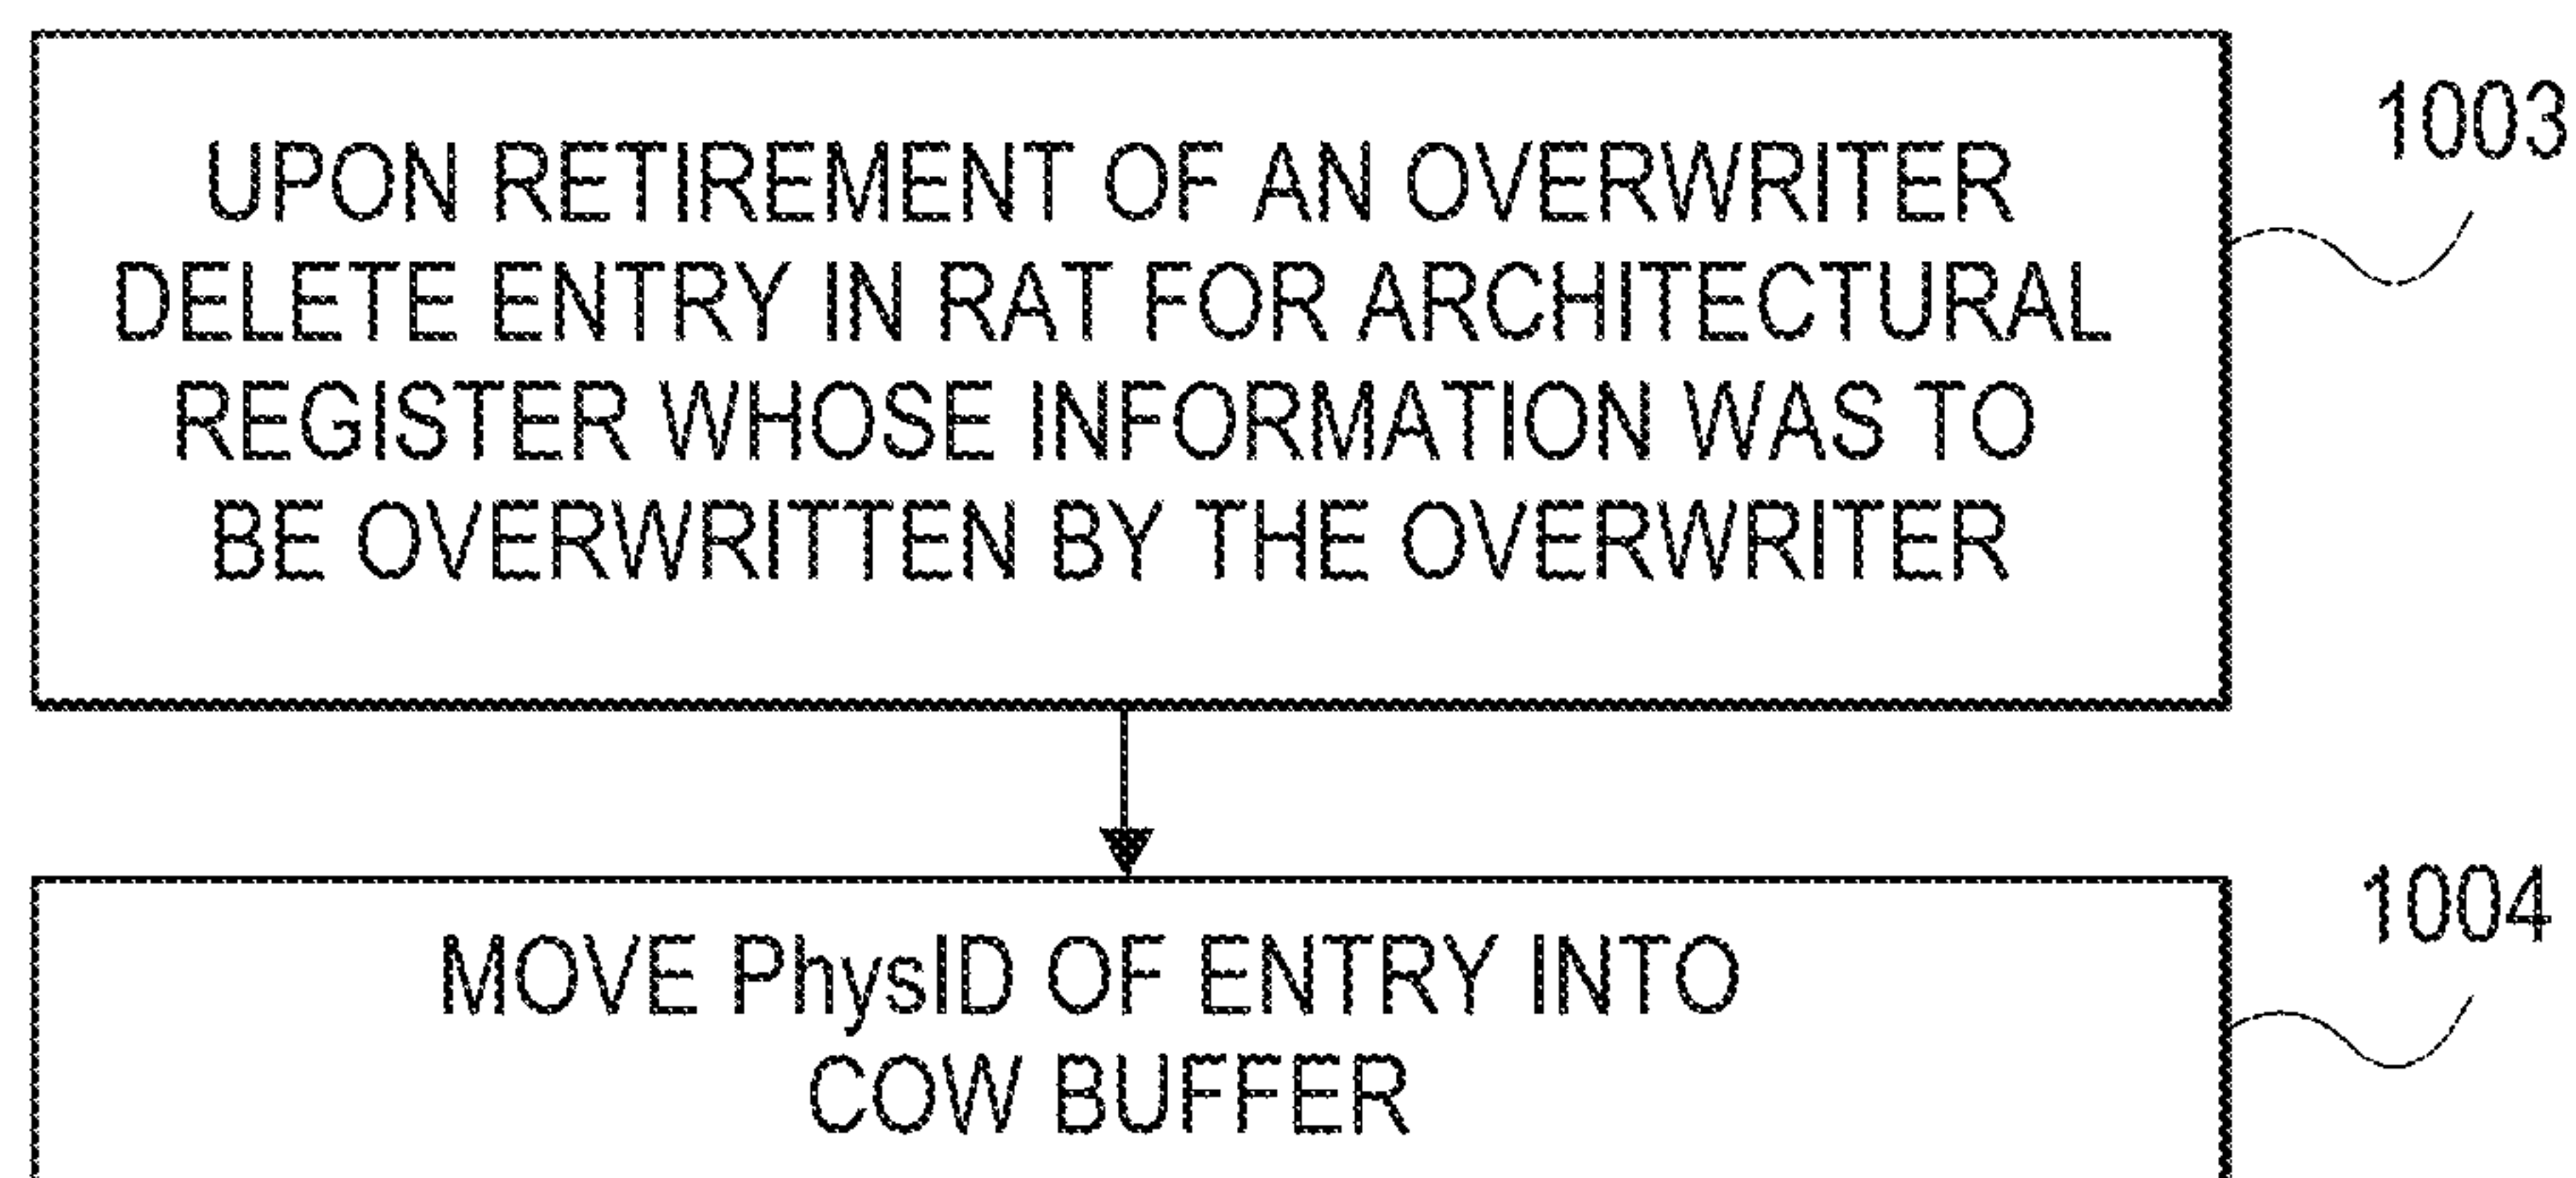 UPON RETIREMENT OF AN OVERWRITER
DELETE ENTRY IN RAT FOR ARCHITECTURAL
REGISTER WHOSE INFORMATION WAS TO
BE OVERWRITTEN BY THE OVERWRITER
1003
MOVE PhysID OF ENTRY INTO
COW BUFFER
1004